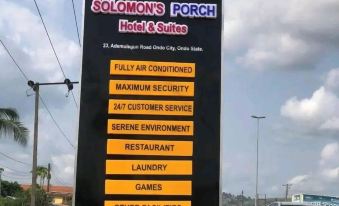 SOLOMON'S PORCH
Hotel & Suites
23, Ademulegun Road Ondo City, Ondo State.
FULLY AIR CONDITIONED
MAXIMUM SECURITY
24/7 CUSTOMER SERVICE
SERENE ENVIRONMENT
RESTAURANT
LAUNDRY
GAMES